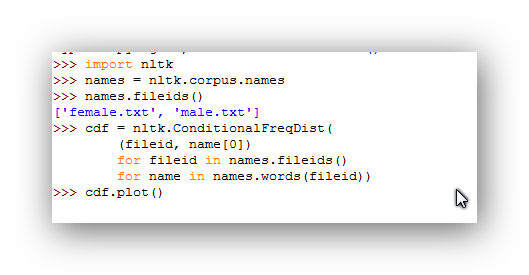 >>> import nltk
>>> names = nltk.corpus.names
>>> names.fileids()
['female.txt', 'male.txt']
>>> cdf = nltk.ConditionalFreqDist(
(fileid, name[0])
for fileid in names.fileids()
for name in names.words(fileid))
>>> cdf.plot()